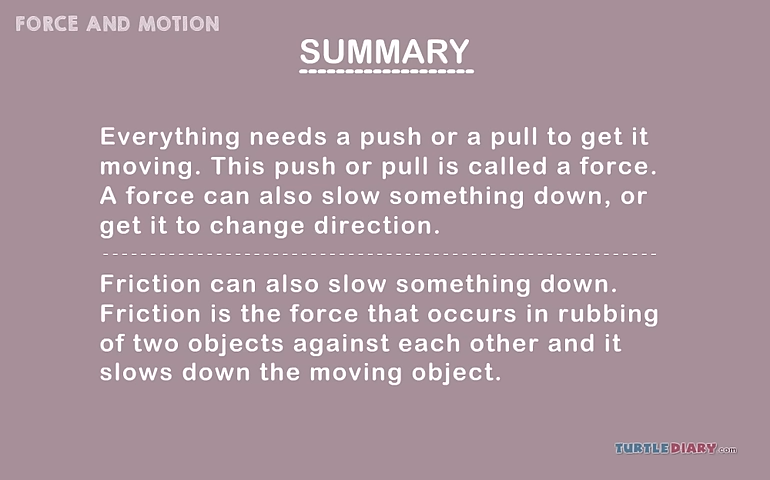 FORCE AND MOTION
SUMMARY
Everything needs a push or a pull to get it
moving. This push or pull is called a force.
A force can also slow something down, or
get it to change direction.
Friction can also slow something down.
Friction is the force that occurs in rubbing
of two objects against each other and it
slows down the moving object.
TURTLEDIARY.com